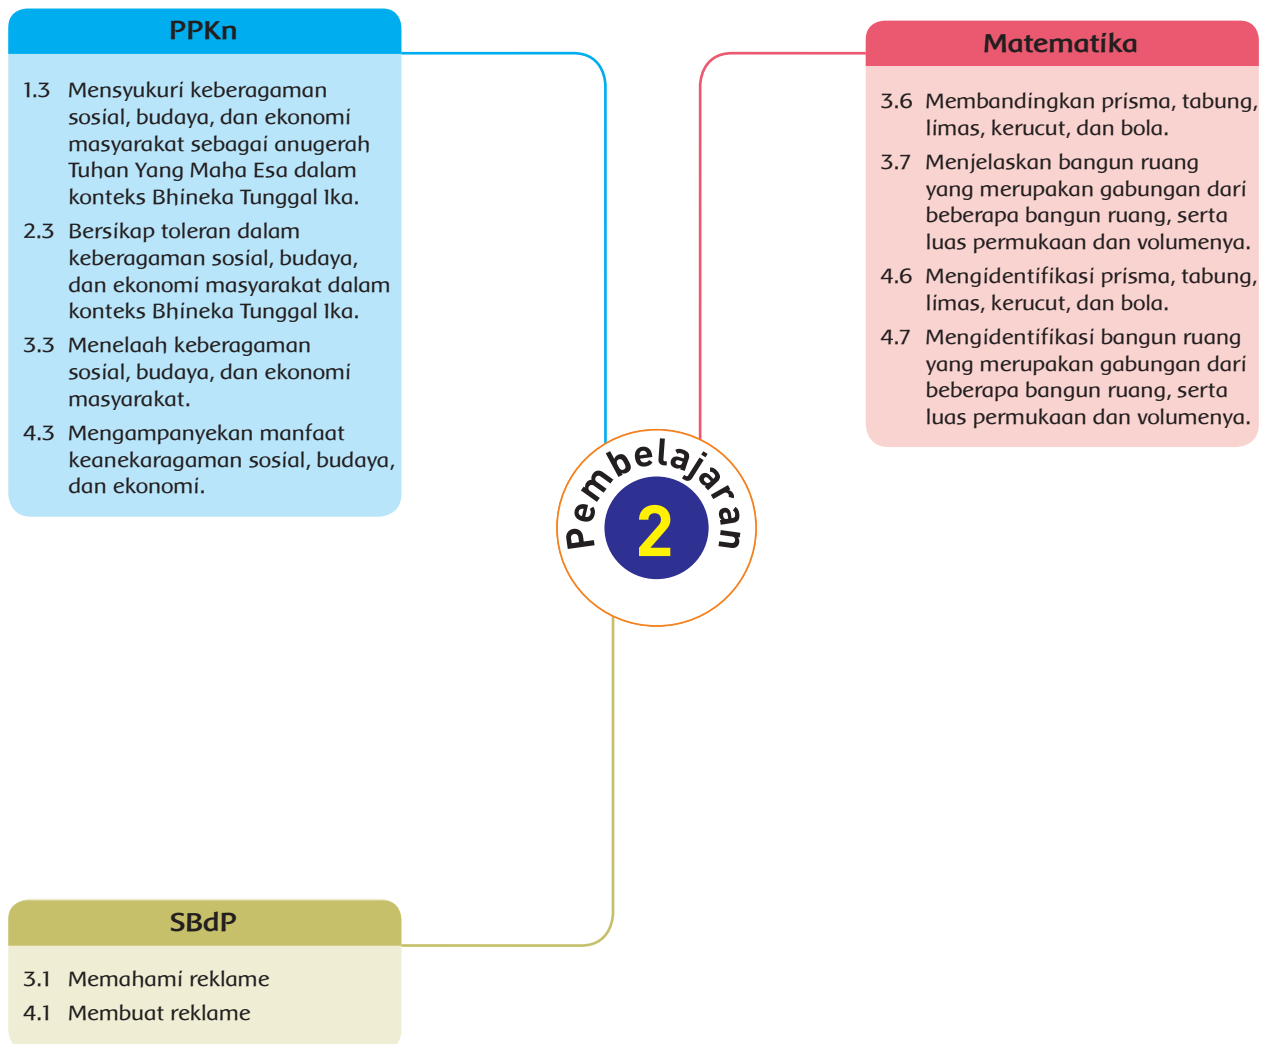 PPKn
1.3 Mensyukuri keberagaman
sosial, budaya, dan ekonomi
masyarakat sebagai anugerah
Tuhan Yang Maha Esa dalam
konteks Bhineka Tunggal Ika.
2.3 Bersikap toleran dalam
keberagaman sosial, budaya,
dan ekonomi masyarakat dalam
konteks Bhineka Tunggal Ika.
3.3 Menelaah keberagaman
sosial, budaya, dan ekonomi
masyarakat.
4.3 Mengampanyekan manfaat
keanekaragaman sosial, budaya,
dan ekonomi.
Matematika
3.6 Membandingkan prisma, tabung,
limas, kerucut, dan bola.
3.7 Menjelaskan bangun ruang
yang merupakan gabungan dari
beberapa bangun ruang, serta
luas permukaan dan volumenya.
4.6 Mengidentifikasi prisma, tabung,
limas, kerucut, dan bola.
4.7 Mengidentifikasi bangun ruang
yang merupakan gabungan dari
beberapa bangun ruang, serta
luas permukaan dan volumenya.
Pembelajaran
2
SBdP
3.1 Memahami reklame
4.1 Membuat reklame